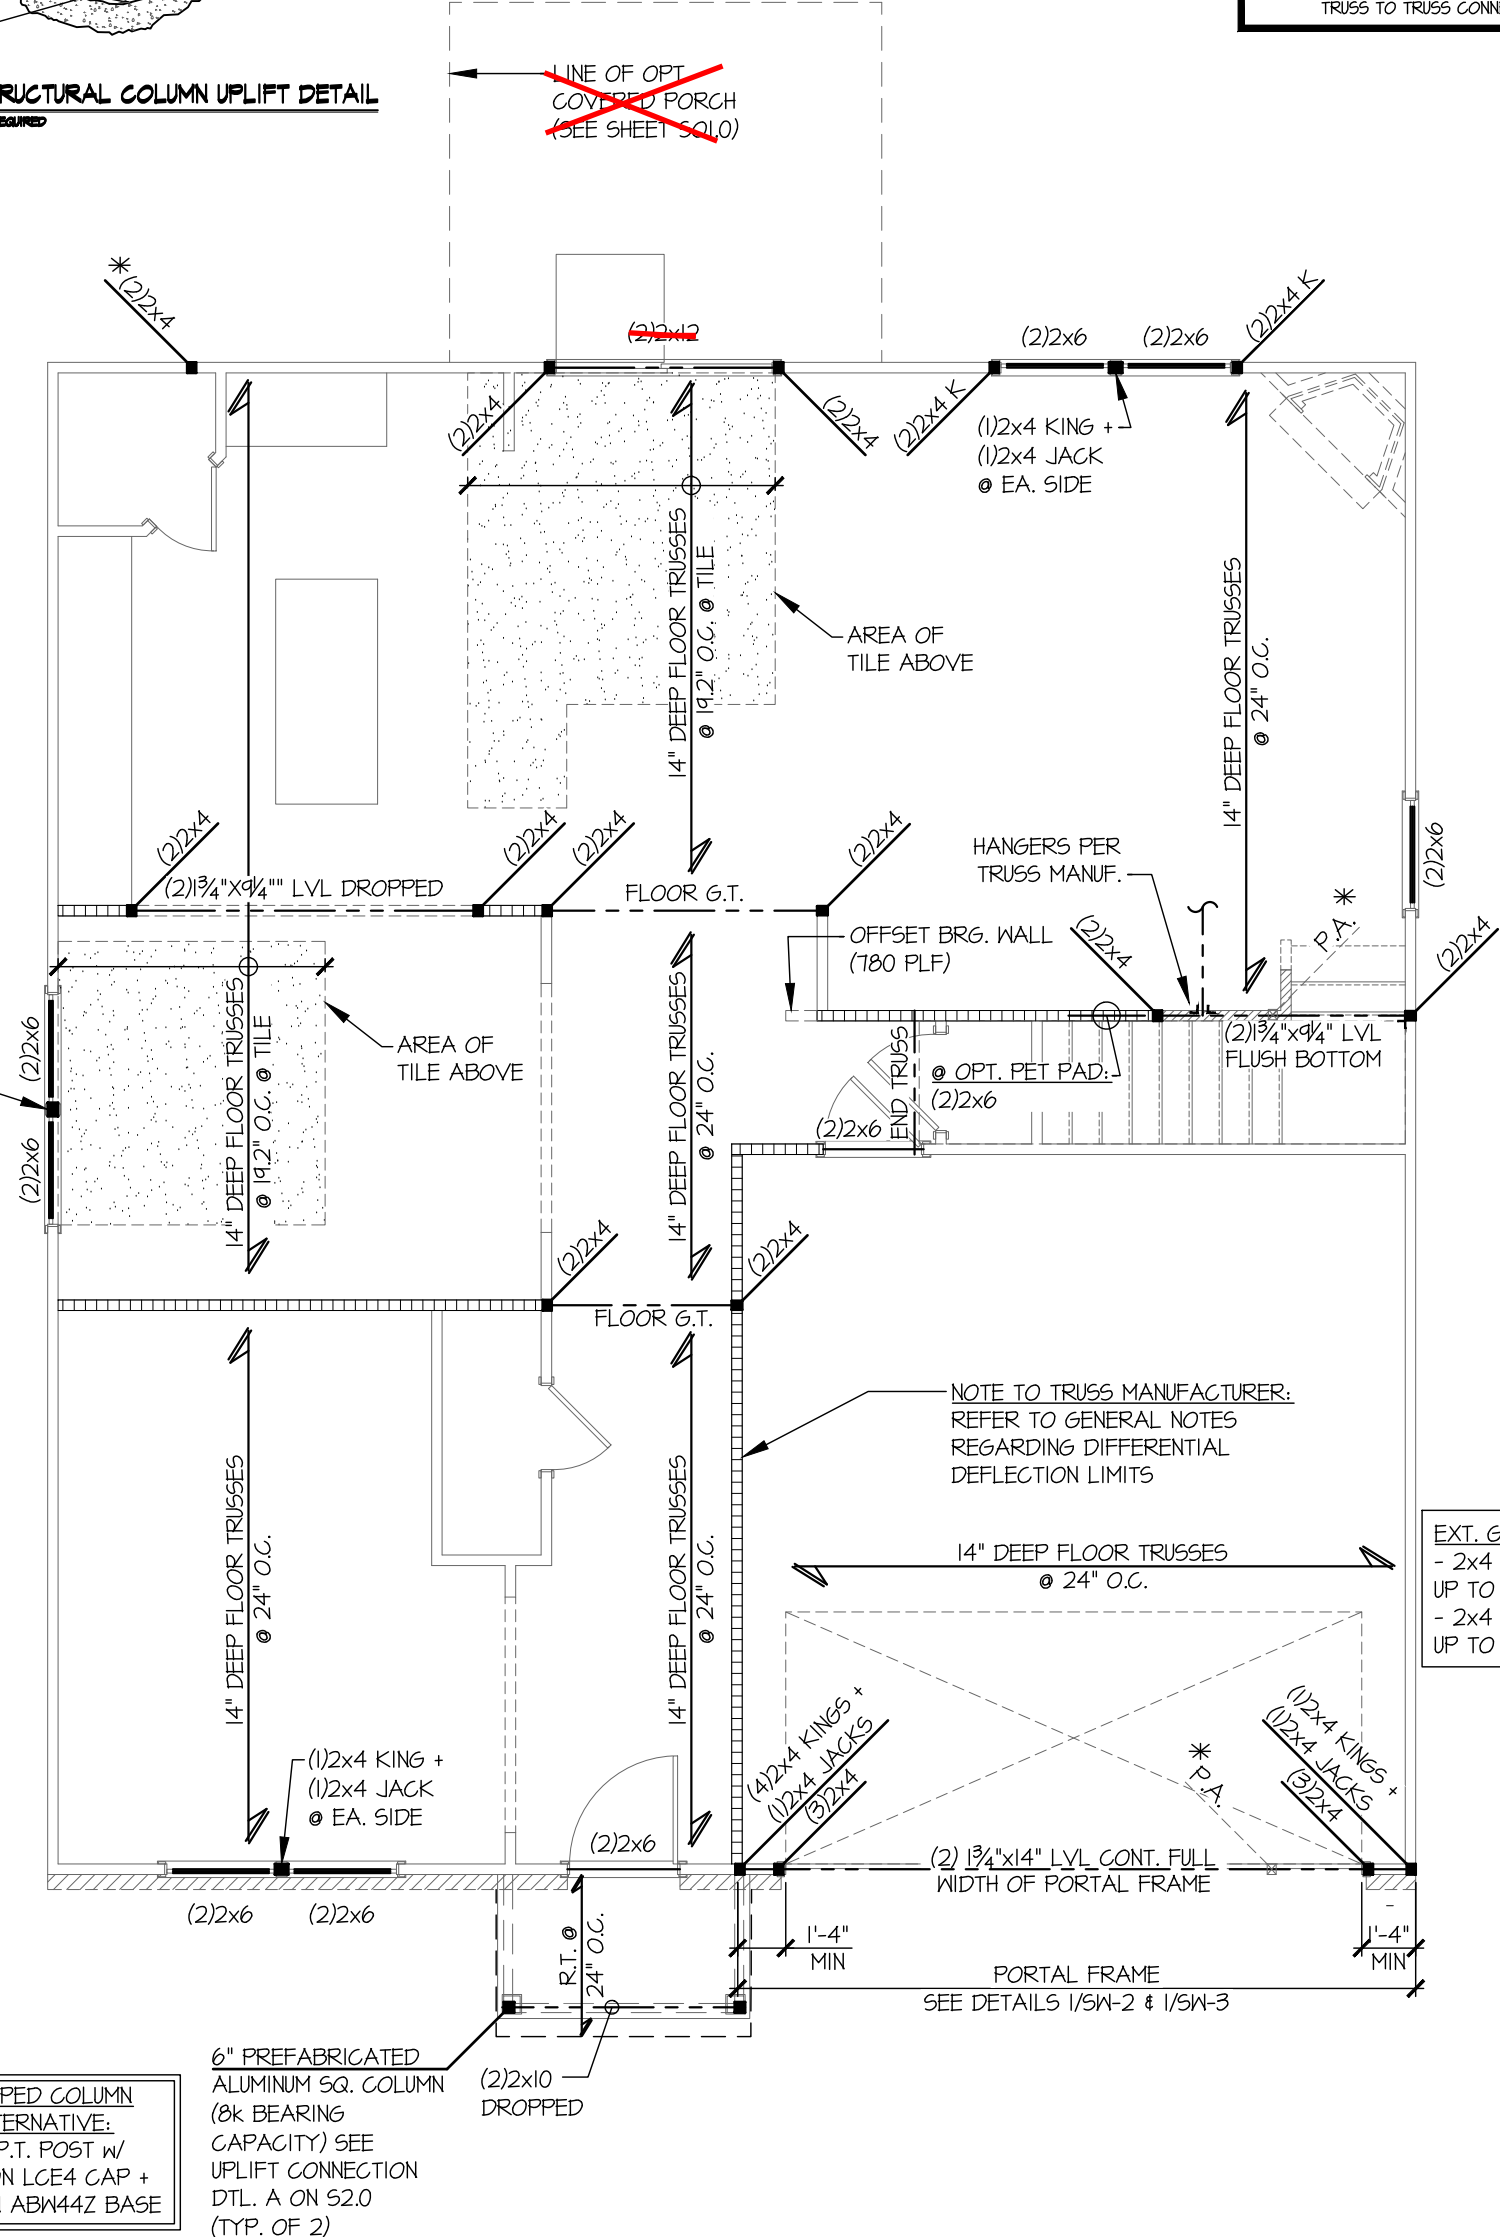 TRUSS TO TRUSS CONN
RUCTURAL COLUMN UPLIFT DETAIL
EQUIRED
LINE OF OPT.
COVERED PORCH
(SEE SHEET SO1.0)
*
(2)2x4
(2)2x12
(2)2x6
(2)2x6
(2)2x4 K
(2)2x4
(2)2x4
(2)2x4 K
(1)2x4 KING +
(1)2x4 JACK
@ EA. SIDE
14" DEEP FLOOR TRUSSES
@ 19.2" O.C. @ TILE
AREA OF
TILE ABOVE
14" DEEP FLOOR TRUSSES
@ 24" O.C.
(2)2x4
(2)2x4
(2)2x4
(2)2x4
(2)2x6
(2)1¾"x9¼"" LVL DROPPED
FLOOR G.T.
HANGERS PER
TRUSS MANUF.
*
P.A.
OFFSET BRG. WALL
(780 PLF)
(2)2x4
(2)2x4
(2)2x6
AREA OF
TILE ABOVE
14" DEEP FLOOR TRUSSES
@ 19.2" O.C. @ TILE
14" DEEP FLOOR TRUSSES
@ 24" O.C.
END TRUSS
(2)1¾"x9¼" LVL
FLUSH BOTTOM
@ OPT. PET PAD:
(2)2x6
(2)2x6
(2)2x6
(2)2x4
(2)2x4
FLOOR G.T.
NOTE TO TRUSS MANUFACTURER:
REFER TO GENERAL NOTES
REGARDING DIFFERENTIAL
DEFLECTION LIMITS
14" DEEP FLOOR TRUSSES
@ 24" O.C.
14" DEEP FLOOR TRUSSES
@ 24" O.C.
14" DEEP FLOOR TRUSSES
@ 24" O.C.
EXT. G
- 2x4
UP TO
- 2x4
UP TO
(1)2x4 KING +
(1)2x4 JACK
@ EA. SIDE
(4)2x4 KINGS +
(1)2x4 JACKS
(3)2x4
*
P.A.
(1)2x4 KINGS +
(1)2x4 JACKS
(3)2x4
(2)2x6
(2) 1¾"x14" LVL CONT. FULL
WIDTH OF PORTAL FRAME
(2)2x6
(2)2x6
R.T. @
24" O.C.
1'-4"
MIN
-
1'-4"
MIN
PORTAL FRAME
SEE DETAILS 1/SW-2 & 1/SW-3
6" PREFABRICATED
ALUMINUM SQ. COLUMN
(8k BEARING
CAPACITY) SEE
UPLIFT CONNECTION
DTL. A ON S2.0
(TYP. OF 2)
(2)2x10
DROPPED
PED COLUMN
TERNATIVE:
P.T. POST w/
N LCE4 CAP +
ABW44Z BASE